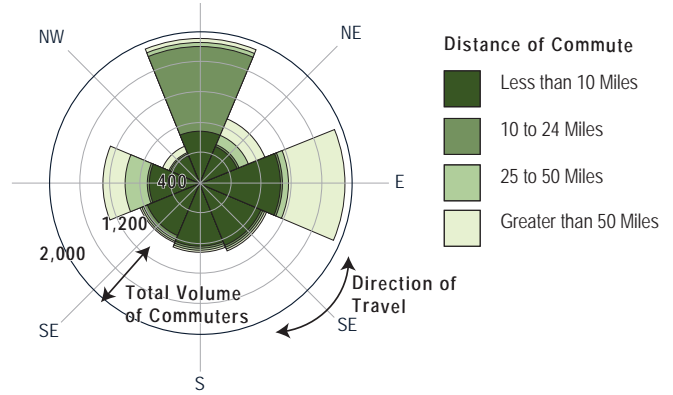 NW
NE
E
SE
S
SE
400
1,200
2,000
Total Volume
of Commuters
Direction of
Travel
Distance of Commute
Less than 10 Miles
10 to 24 Miles
25 to 50 Miles
Greater than 50 Miles